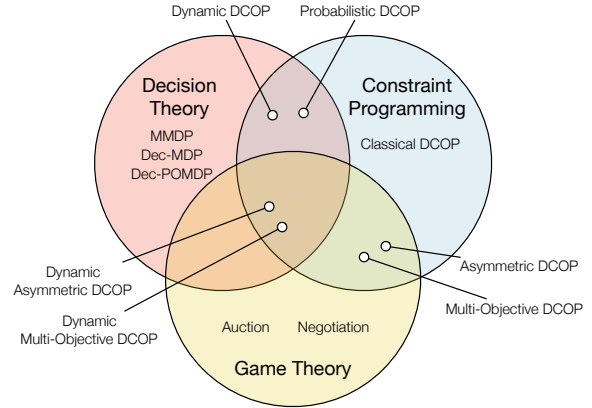 Dynamic DCOP
Probabilistic DCOP
Decision
Theory
MMDP
Dec-MDP
Dec-POMDP
Constraint
Programming
Classical DCOP
Dynamic
Asymmetric DCOP
Dynamic
Multi-Objective DCOP
Asymmetric DCOP
Multi-Objective DCOP
Auction
Negotiation
Game Theory